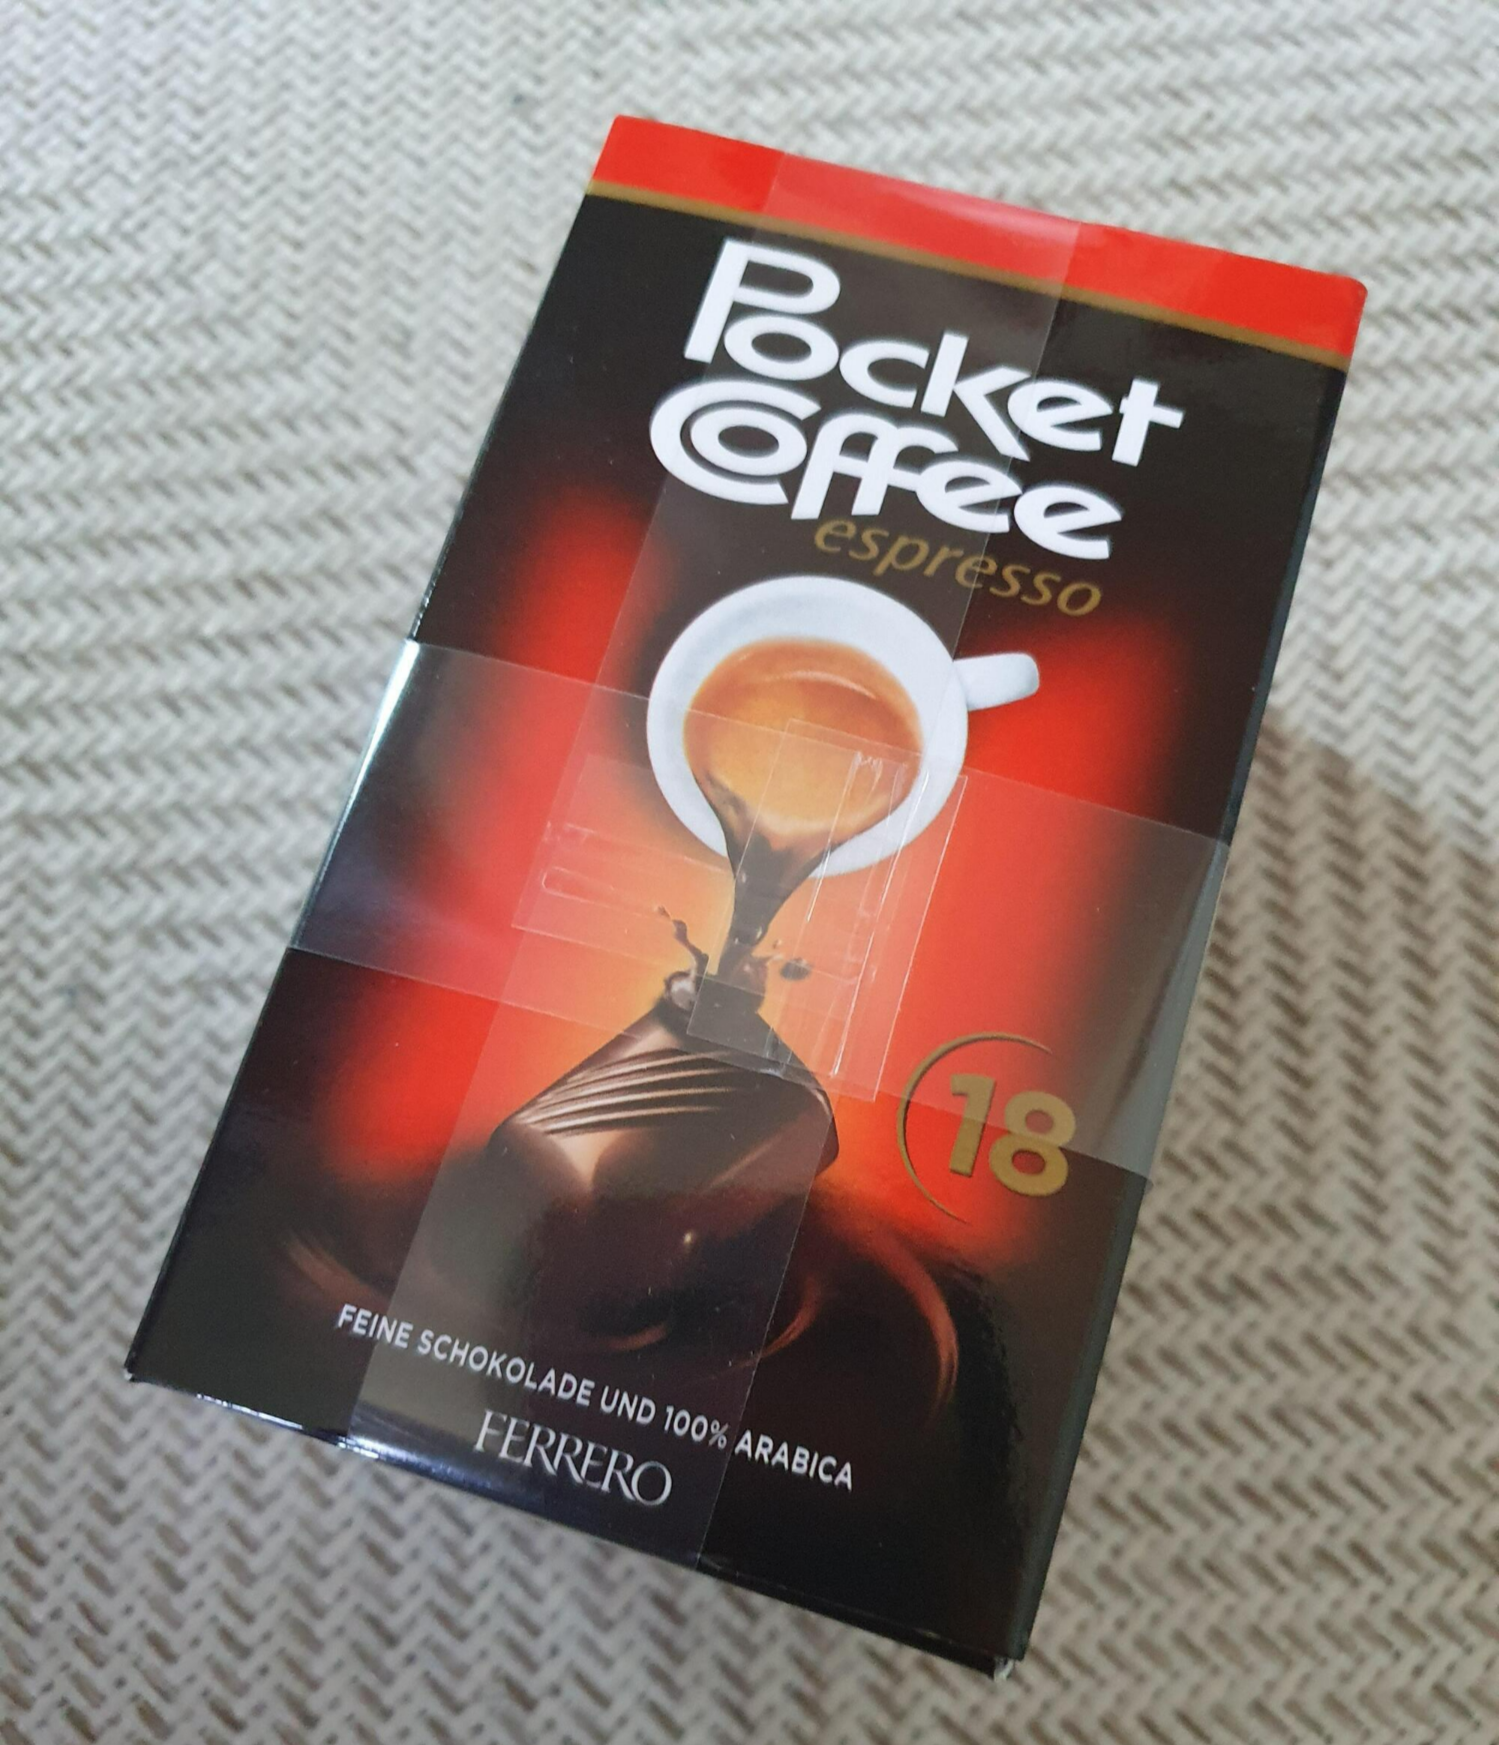 Pocket
Coffee
espresso
18
FEINE SCHOKOLADE UND 100% ARABICA
FERRERO